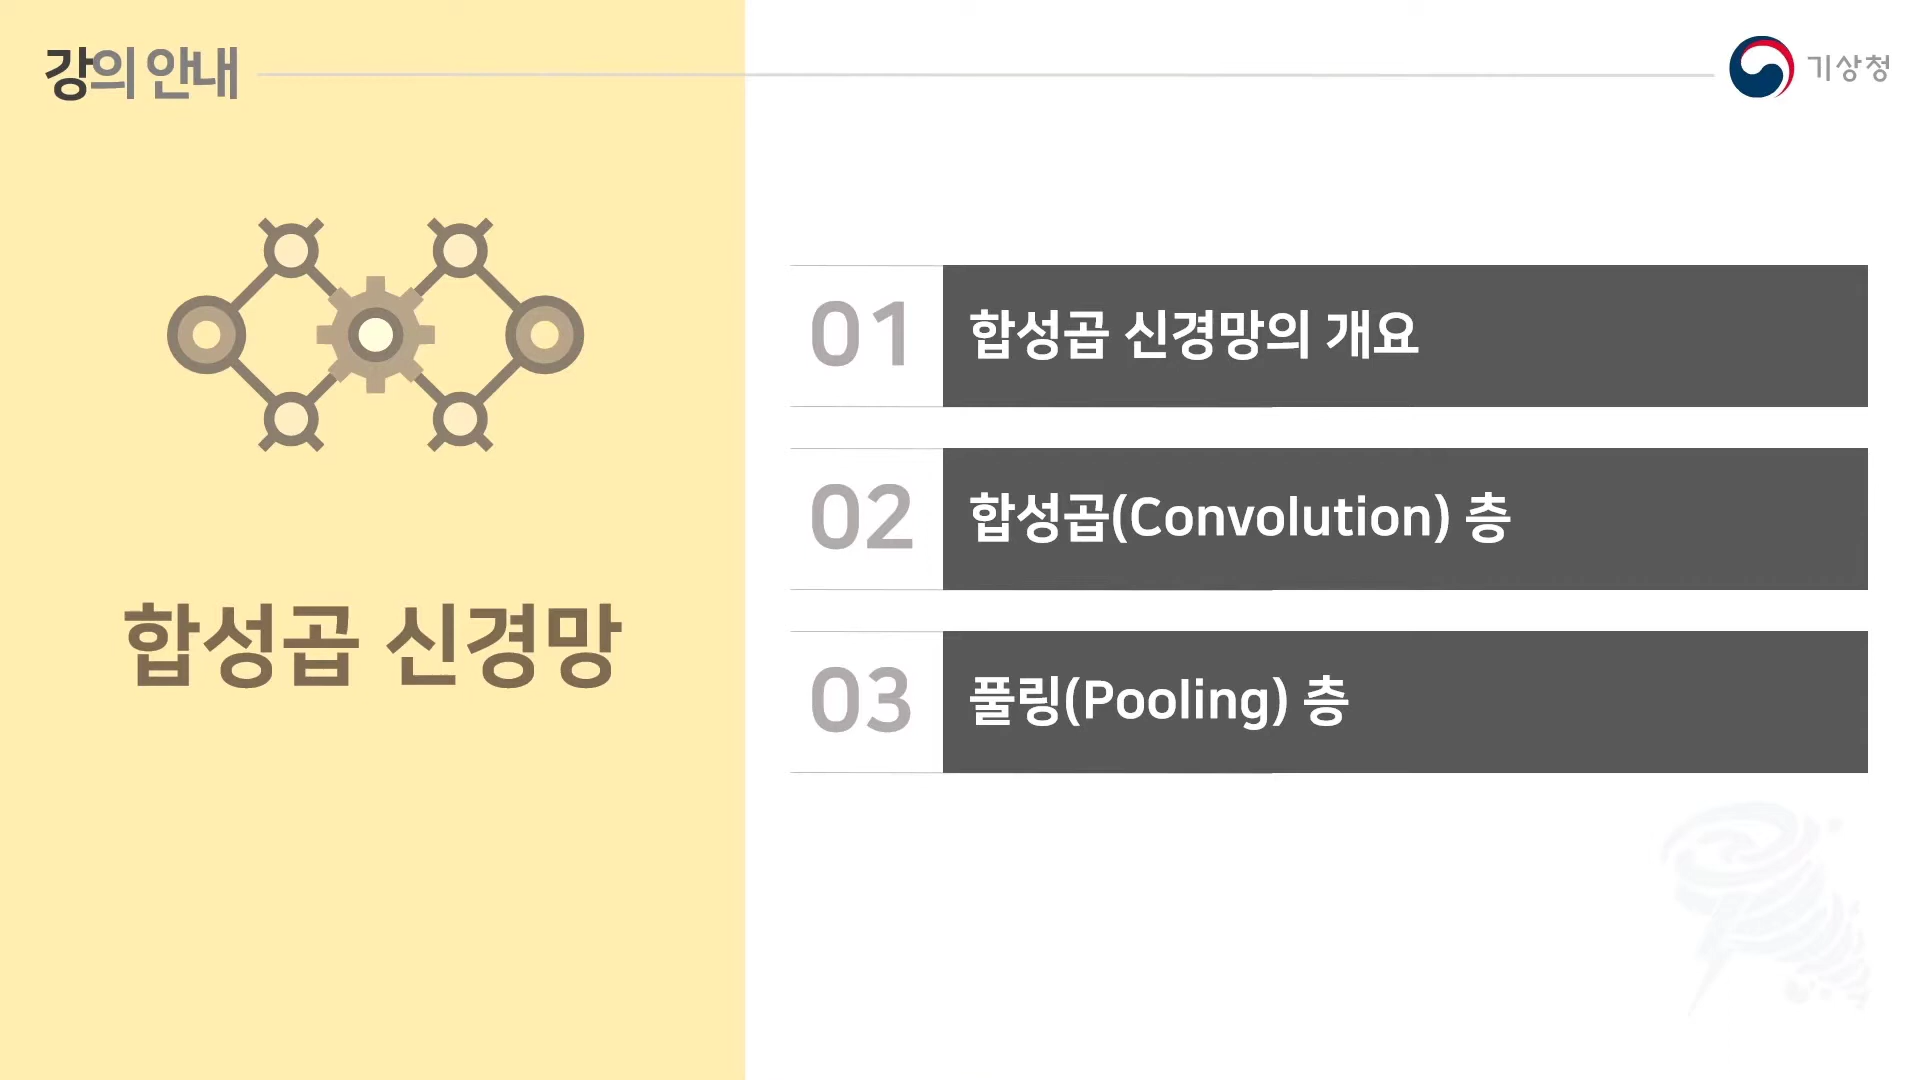 강의 안내
기상청
합성곱 신경망
01 합성곱 신경망의 개요
02 합성곱(Convolution) 층
03 풀링(Pooling) 층